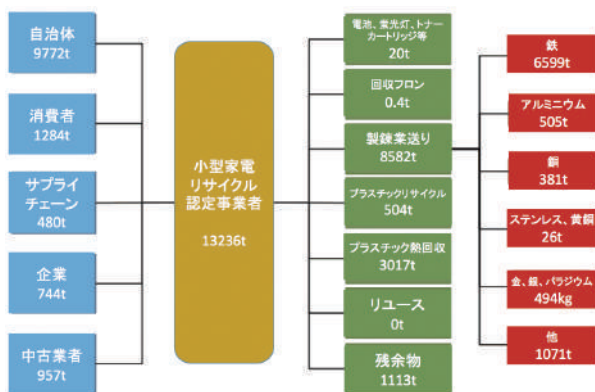 自治体
9772t
消費者
1284t
サプライ
チェーン
480t
企業
744t
中古業者
957t
小型家電
リサイクル
認定事業者
13236t
電池、蛍光灯、トナー
カートリッジ等
20t
回収フロン
0.4t
製錬業送り
8582t
プラスチックリサイクル
504t
プラスチック熱回収
3017t
リユース
0t
残余物
1113t
鉄
6599t
アルミニウム
505t
銅
381t
ステンレス、黄銅
26t
金、銀、パラジウム
494kg
他
1071t